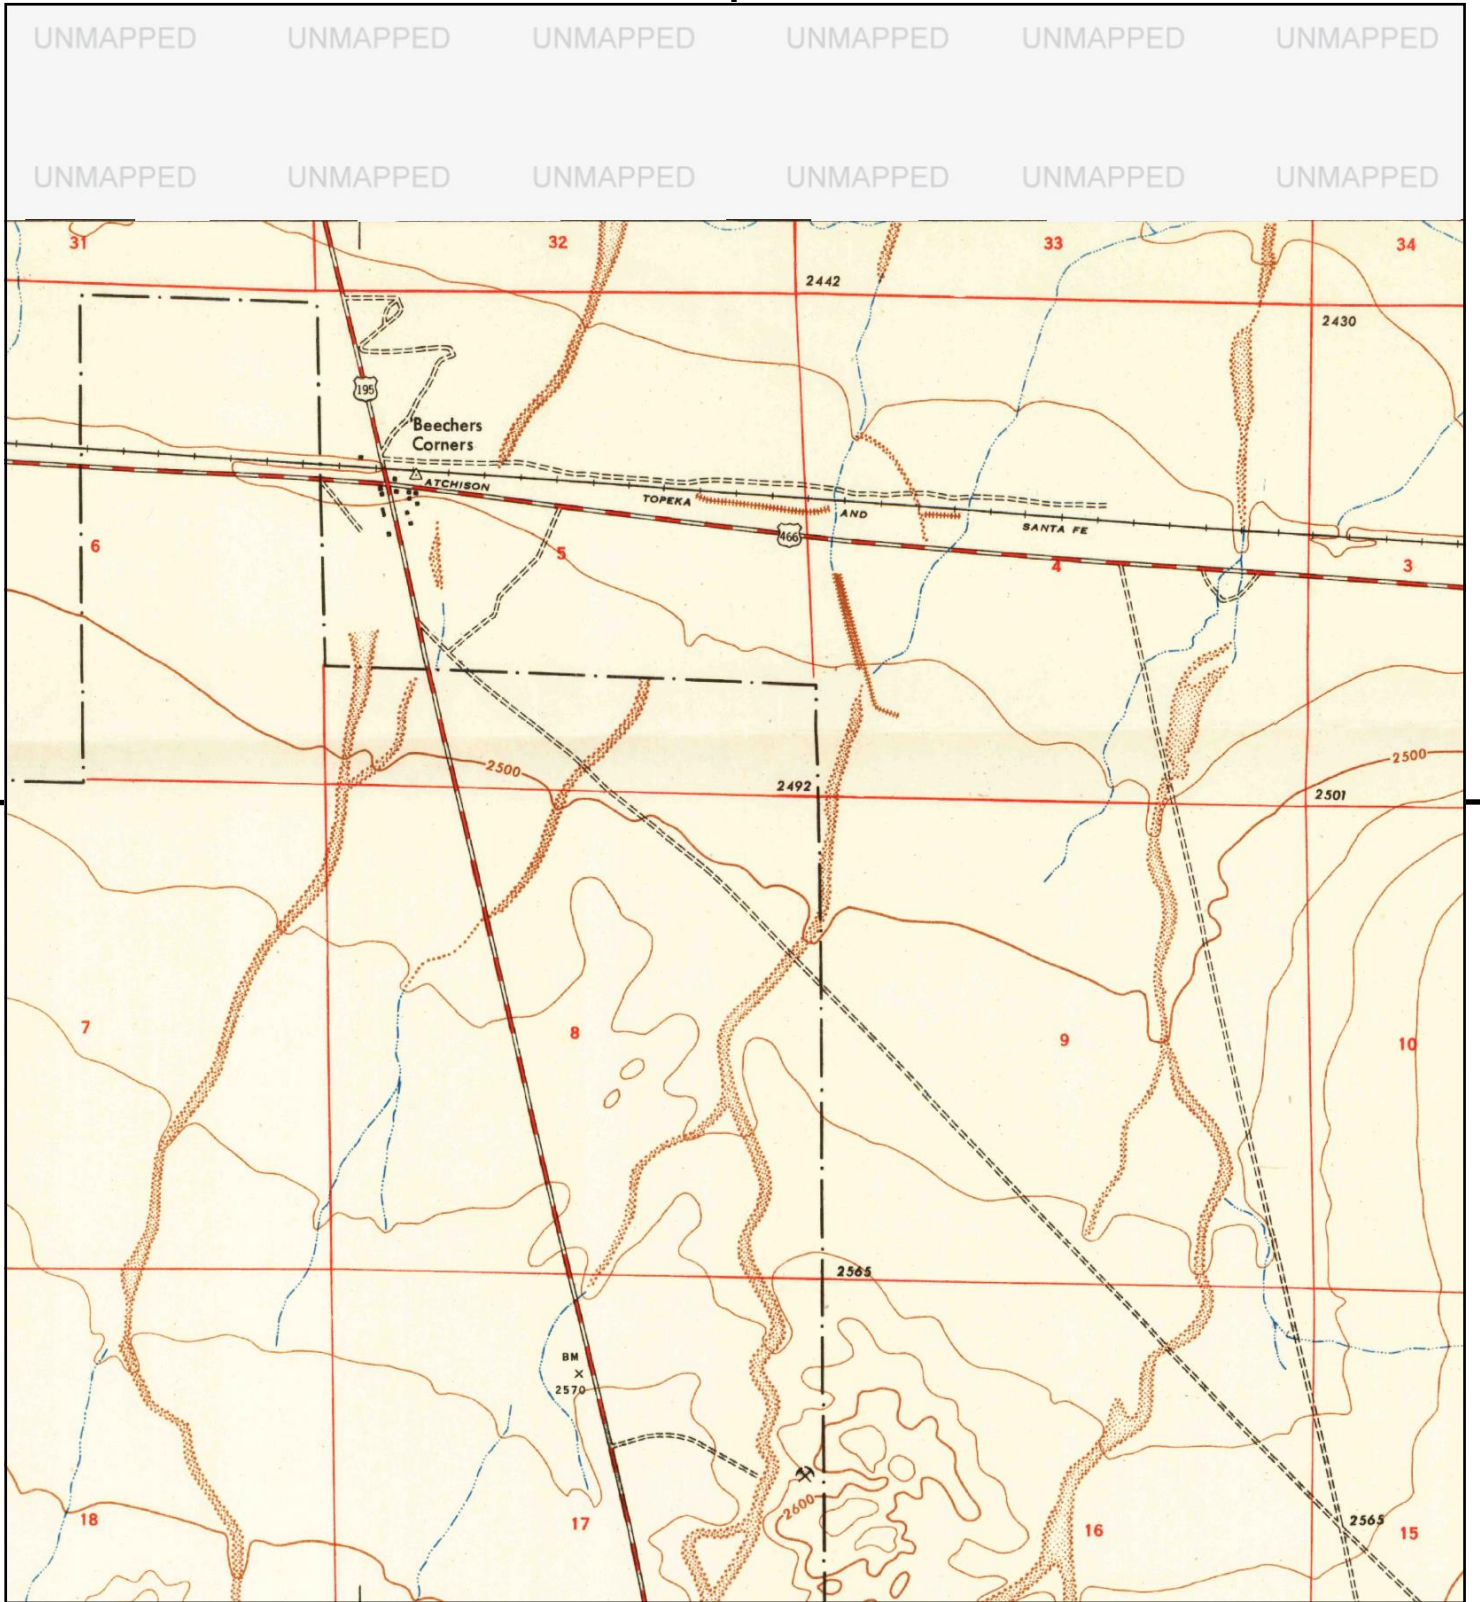 UNMAPPED UNMAPPED UNMAPPED UNMAPPED UNMAPPED UNMAPPED
UNMAPPED UNMAPPED UNMAPPED UNMAPPED UNMAPPED UNMAPPED
31 32 33 34
2442
2430
195
Beechers
Corners
ATCHISON TOPEKA AND SANTA FE
466
6 5 4 3
2500 2500
2492 2501
7 8 9 10
2565
BM
2570
2600
18 17 16 2565 15